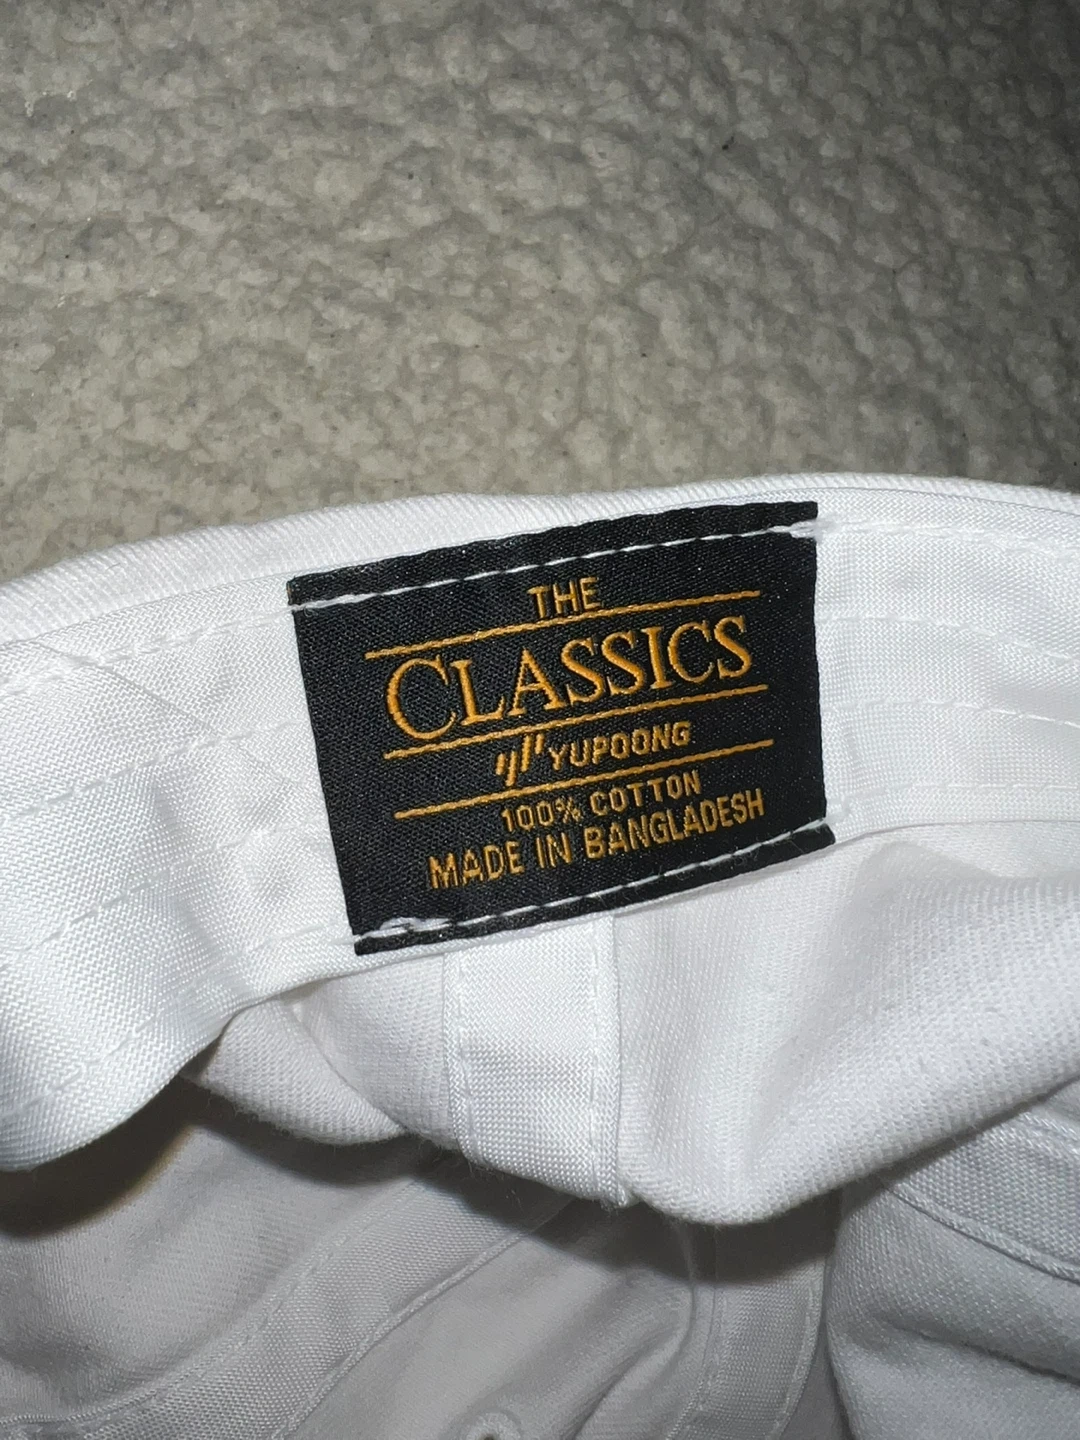 THE
CLASSICS
YUPOONG
100% COTTON
MADE IN BANGLADESH